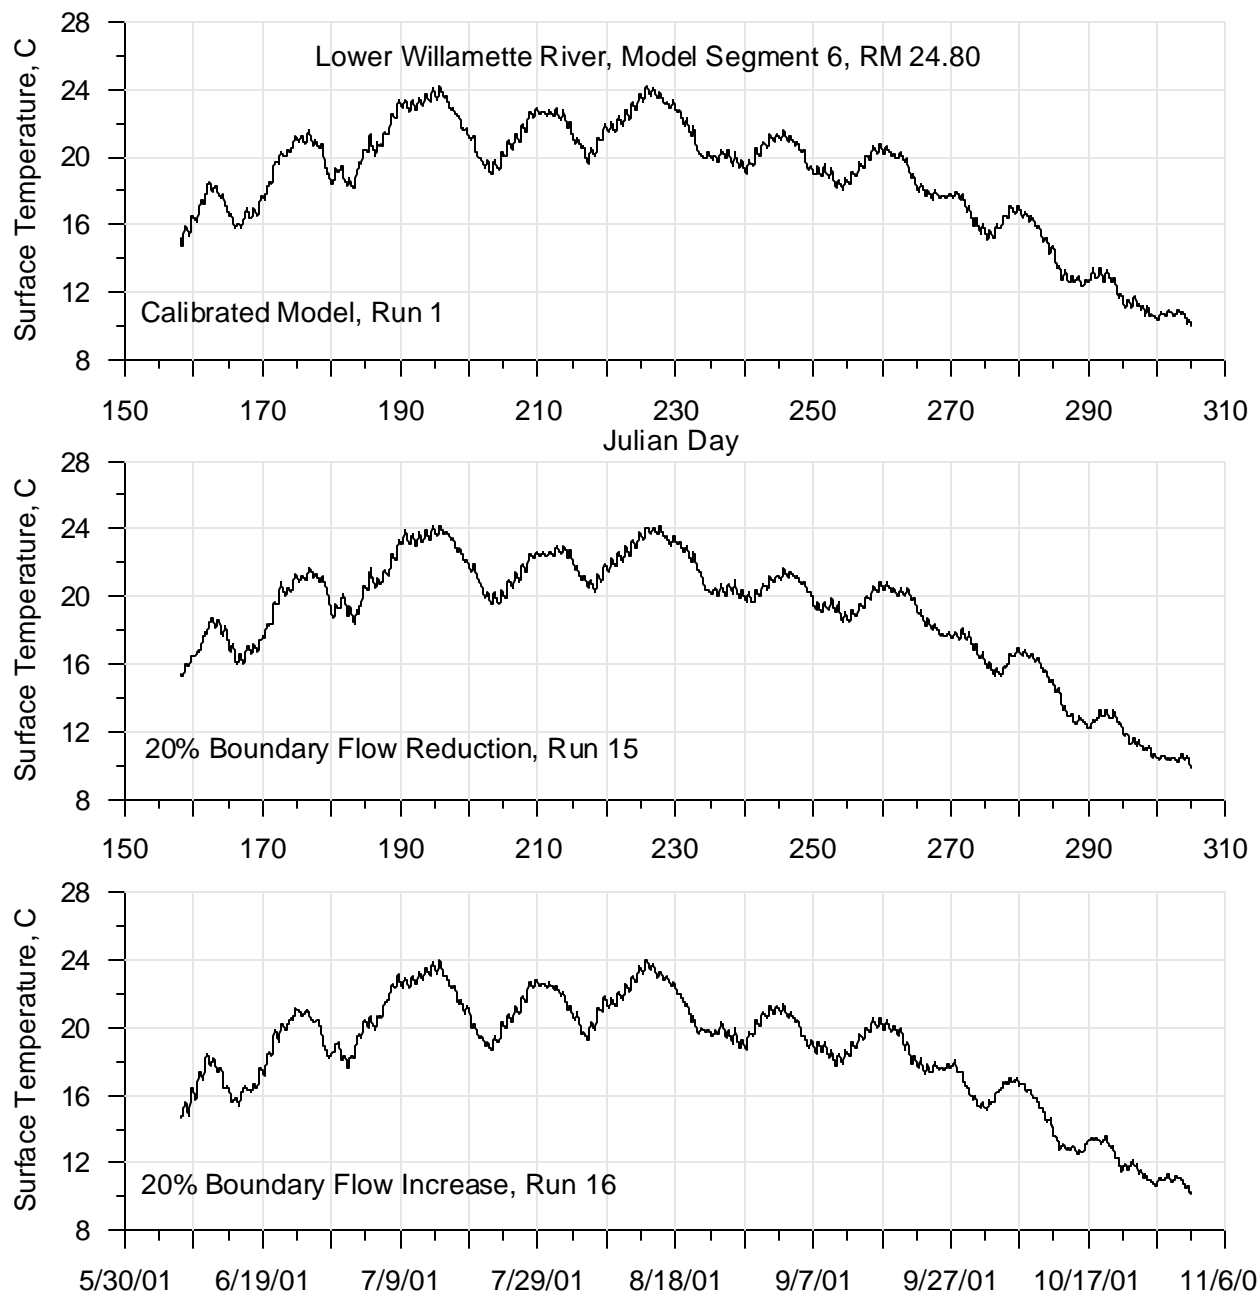 28
Lower Willamette River, Model Segment 6, RM 24.80
24
20
16
12
8
Surface Temperature, C
Calibrated Model, Run 1
150 170 190 210 230 250 270 290 310
Julian Day
28
24
20
16
12
8
Surface Temperature, C
20% Boundary Flow Reduction, Run 15
150 170 190 210 230 250 270 290 310
28
24
20
16
12
8
Surface Temperature, C
20% Boundary Flow Increase, Run 16
5/30/01 6/19/01 7/9/01 7/29/01 8/18/01 9/7/01 9/27/01 10/17/01 11/6/0